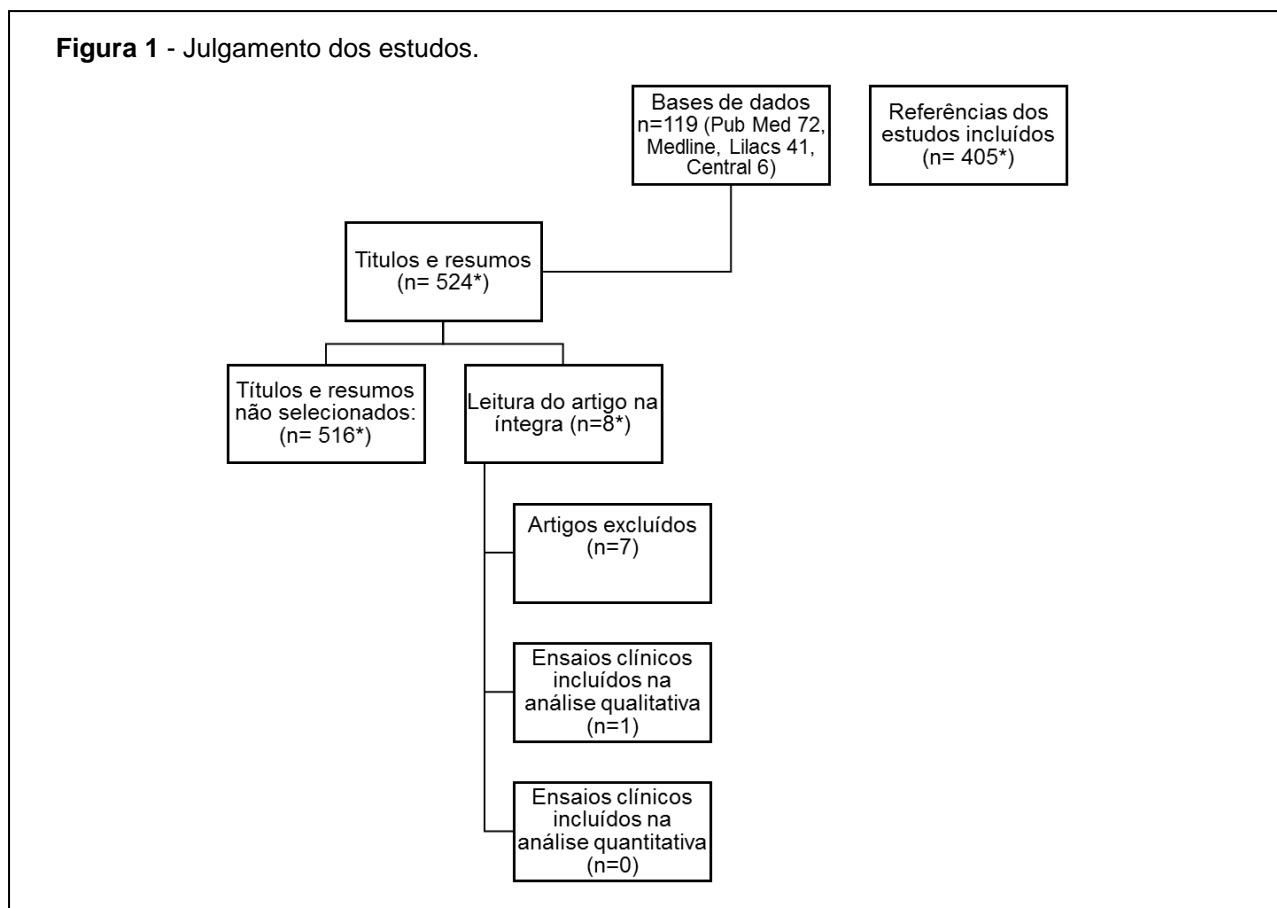 Figura 1 - Julgamento dos estudos.
Bases de dados
n=119 (Pub Med 72,
Medline, Lilacs 41,
Central 6)
Referências dos
estudos incluídos
(n= 405*)
Titulos e resumos
(n= 524*)
Títulos e resumos
não selecionados:
(n= 516*)
Leitura do artigo na
íntegra (n=8*)
Artigos excluídos
(n=7)
Ensaios clínicos
incluídos na
análise qualitativa
(n=1)
Ensaios clínicos
incluídos na
análise quantitativa
(n=0)